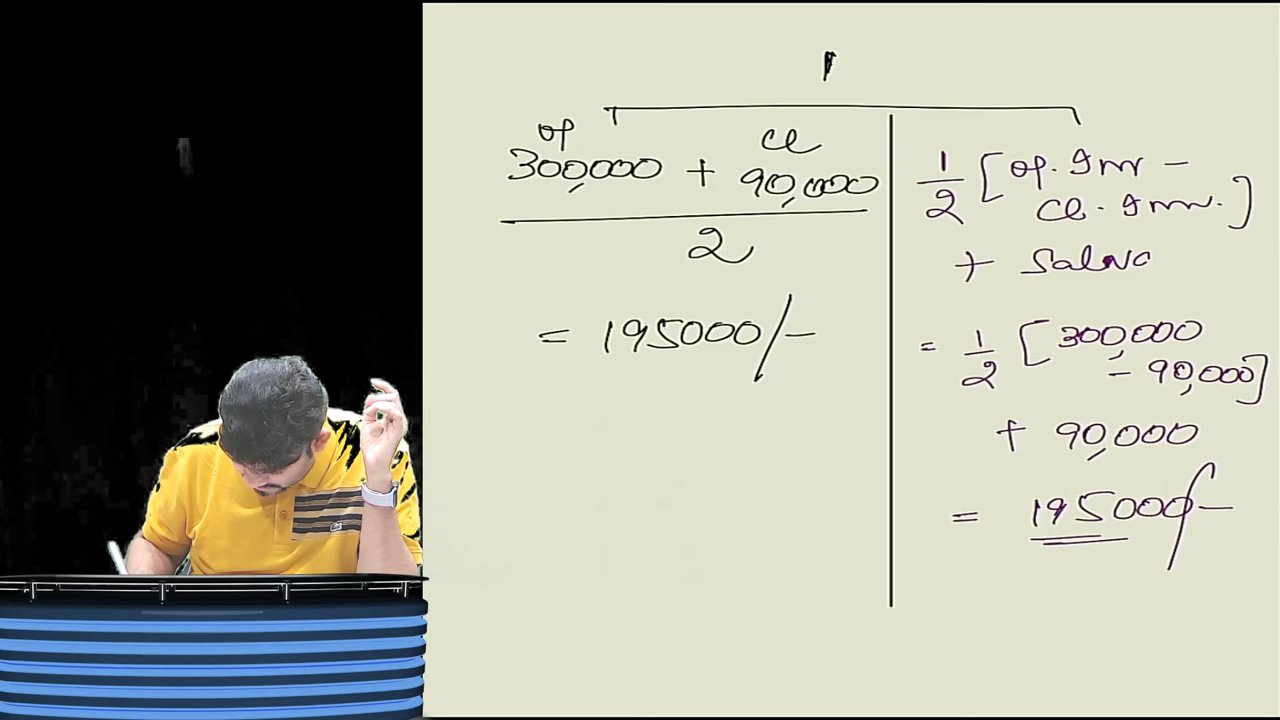 op Cl
300,000 + 90,000
2
= 195000/-
1/2 [op. Inv -
Cl. Inv.]
+ Salva
= 1/2 [300,000
- 90,000]
+ 90,000
= 195000/-